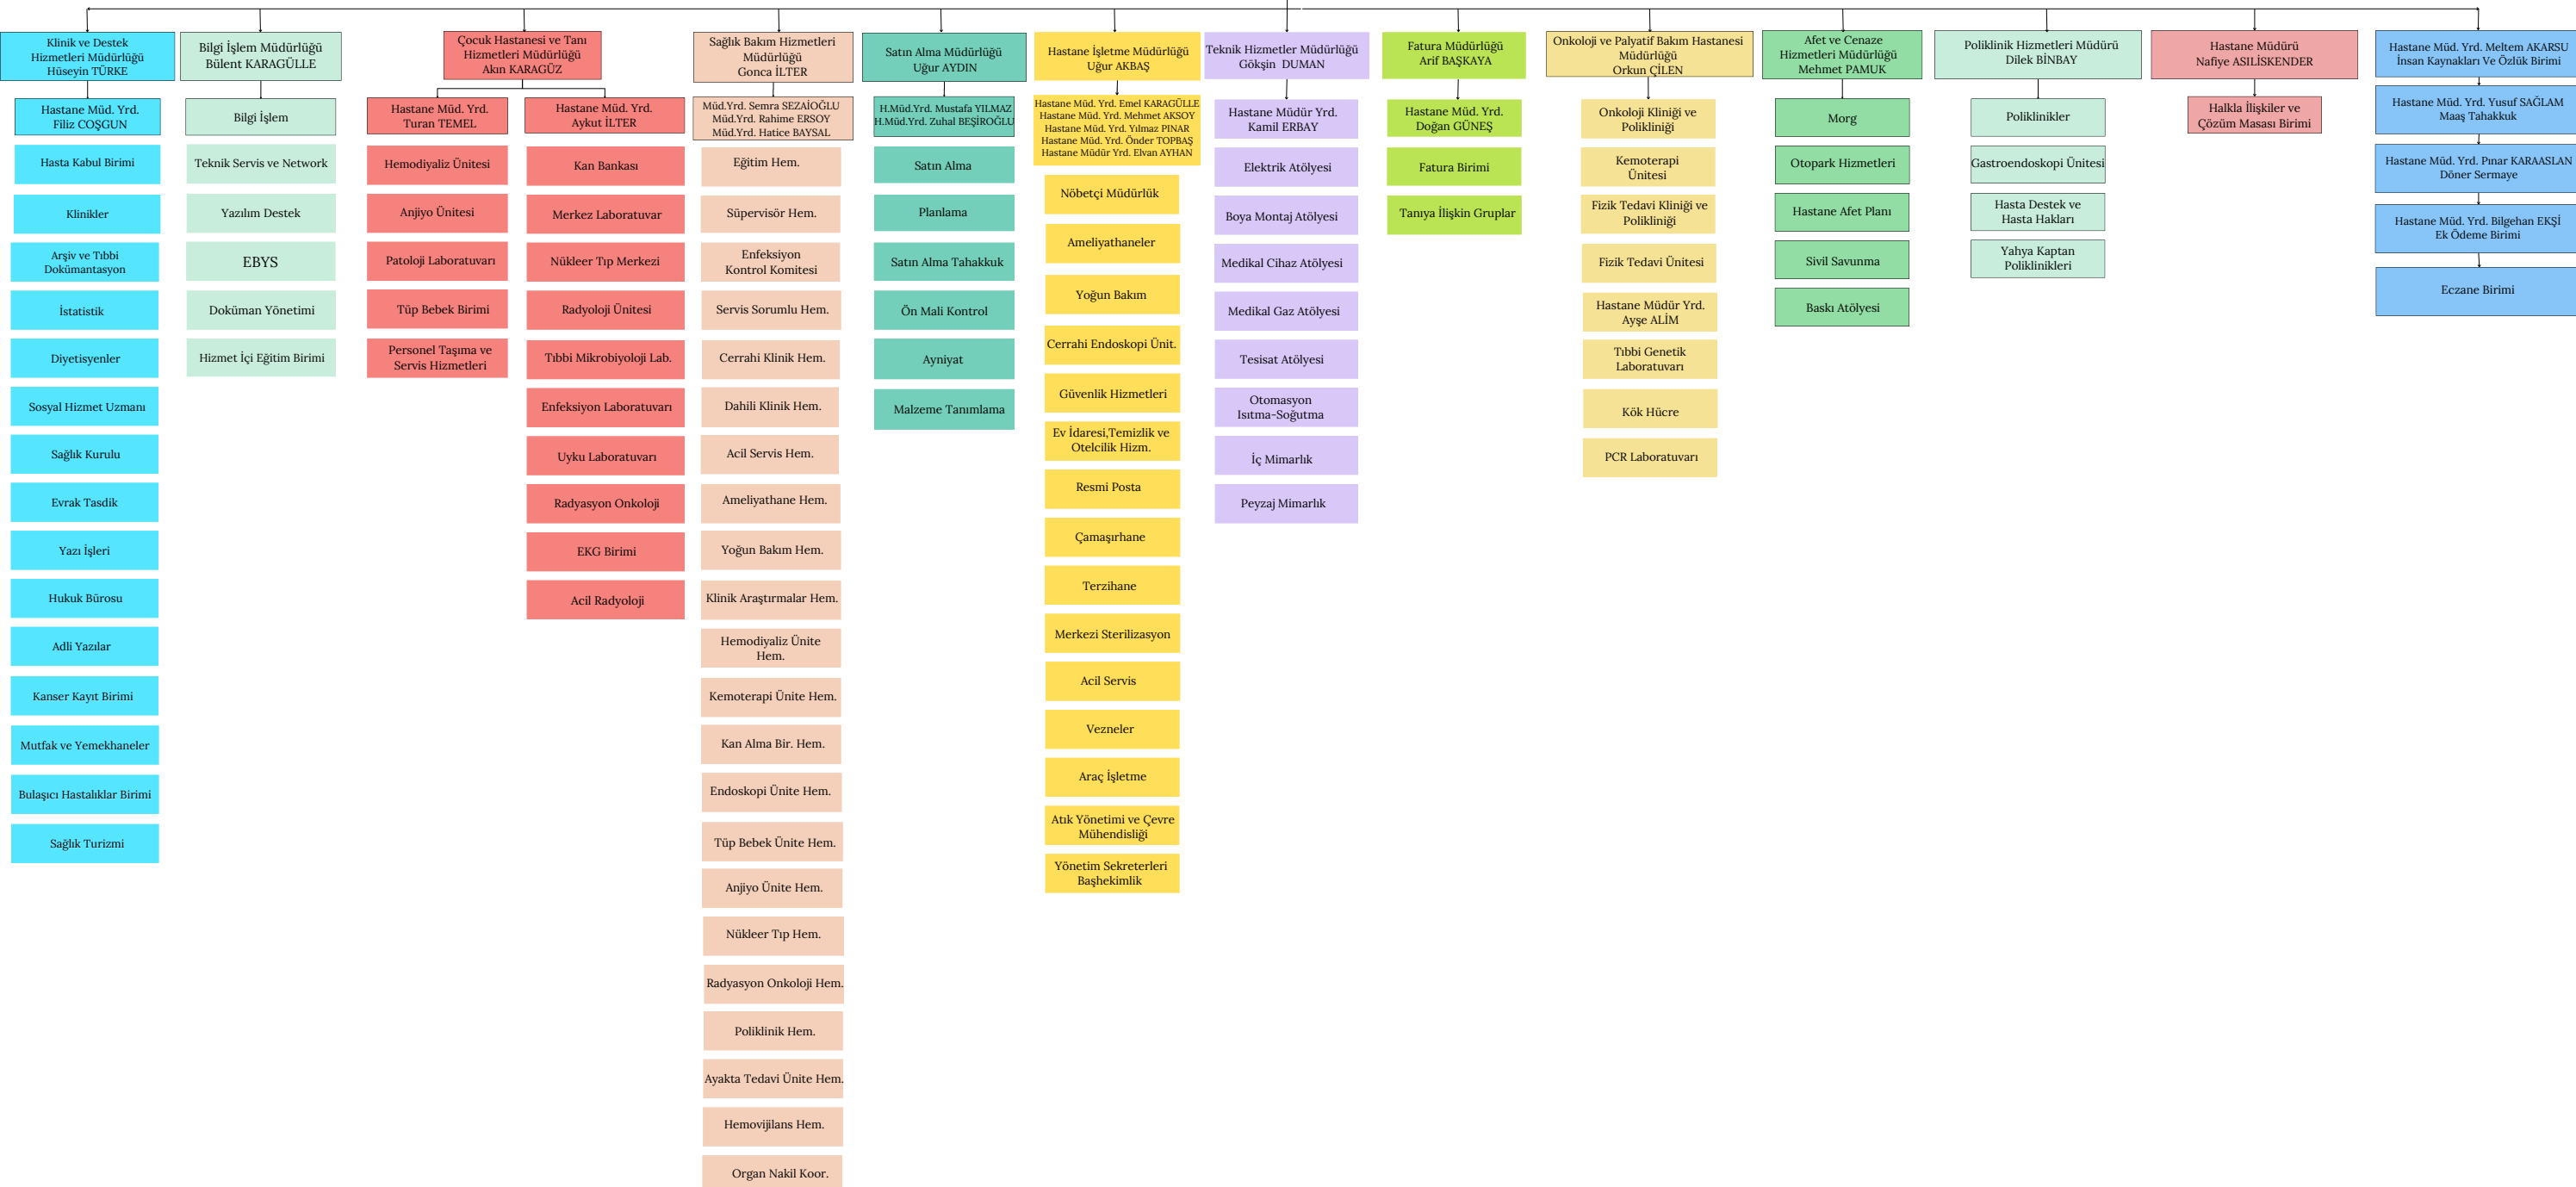 Klinik ve Destek
Hizmetleri Müdürlüğü
Hüseyin TÜRKE
Hastane Müd. Yrd.
Filiz COŞGUN
Hasta Kabul Birimi
Klinikler
Arşiv ve Tıbbi
Dokümantasyon
İstatistik
Diyetisyenler
Sosyal Hizmet Uzmanı
Sağlık Kurulu
Evrak Tasdik
Yazı İşleri
Hukuk Bürosu
Adli Yazılar
Kanser Kayıt Birimi
Mutfak ve Yemekhaneler
Bulaşıcı Hastalıklar Birimi
Sağlık Turizmi
Bilgi İşlem Müdürlüğü
Bülent KARAGÜLLE
Bilgi İşlem
Teknik Servis ve Network
Yazılım Destek
EBYS
Doküman Yönetimi
Hizmet İçi Eğitim Birimi
Çocuk Hastanesi ve Tanı
Hizmetleri Müdürlüğü
Akın KARAGÜZ
Hastane Müd. Yrd.
Turan TEMEL
Hemodiyaliz Ünitesi
Anjiyo Ünitesi
Patoloji Laboratuvarı
Tüp Bebek Birimi
Personel Taşıma ve
Servis Hizmetleri
Hastane Müd. Yrd.
Aykut İLTER
Kan Bankası
Merkez Laboratuvar
Nükleer Tıp Merkezi
Radyoloji Ünitesi
Tıbbi Mikrobiyoloji Lab.
Enfeksiyon Laboratuvarı
Uyku Laboratuvarı
Radyasyon Onkoloji
EKG Birimi
Acil Radyoloji
Sağlık Bakım Hizmetleri
Müdürlüğü
Gonca İLTER
Müd.Yrd. Semra SEZAİOĞLU
Müd.Yrd. Rahime ERSOY
Müd.Yrd. Hatice BAYSAL
Eğitim Hem.
Süpervisör Hem.
Enfeksiyon
Kontrol Komitesi
Servis Sorumlu Hem.
Cerrahi Klinik Hem.
Dahili Klinik Hem.
Acil Servis Hem.
Ameliyathane Hem.
Yoğun Bakım Hem.
Klinik Araştırmalar Hem.
Hemodiyaliz Ünite
Hem.
Kemoterapi Ünite Hem.
Kan Alma Bir. Hem.
Endoskopi Ünite Hem.
Tüp Bebek Ünite Hem.
Anjiyo Ünite Hem.
Nükleer Tıp Hem.
Radyasyon Onkoloji Hem.
Poliklinik Hem.
Ayakta Tedavi Ünite Hem.
Hemovijilans Hem.
Organ Nakil Koor.
Satın Alma Müdürlüğü
Uğur AYDIN
H.Müd.Yrd. Mustafa YILMAZ
H.Müd.Yrd. Zuhal BEŞİROĞLU
Satın Alma
Planlama
Satın Alma Tahakkuk
Ön Mali Kontrol
Ayniyat
Malzeme Tanımlama
Hastane İşletme Müdürlüğü
Uğur AKBAŞ
Hastane Müd. Yrd. Emel KARAGÜLLE
Hastane Müd. Yrd. Mehmet AKSOY
Hastane Müd. Yrd. Yılmaz PINAR
Hastane Müd. Yrd. Önder TOPBAŞ
Hastane Müdür Yrd. Elvan AYHAN
Nöbetçi Müdürlük
Ameliyathaneler
Yoğun Bakım
Cerrahi Endoskopi Ünit.
Güvenlik Hizmetleri
Ev İdaresi,Temizlik ve
Otelcilik Hizm.
Resmi Posta
Çamaşırhane
Terzihane
Merkezi Sterilizasyon
Acil Servis
Vezneler
Araç İşletme
Atık Yönetimi ve Çevre
Mühendisliği
Yönetim Sekreterleri
Başhekimlik
Teknik Hizmetler Müdürlüğü
Gökşin DUMAN
Hastane Müdür Yrd.
Kamil ERBAY
Elektrik Atölyesi
Boya Montaj Atölyesi
Medikal Cihaz Atölyesi
Medikal Gaz Atölyesi
Tesisat Atölyesi
Otomasyon
Isıtma-Soğutma
İç Mimarlık
Peyzaj Mimarlık
Fatura Müdürlüğü
Arif BAŞKAYA
Hastane Müd. Yrd.
Doğan GÜNEŞ
Fatura Birimi
Tanıya İlişkin Gruplar
Onkoloji ve Palyatif Bakım Hastanesi
Müdürlüğü
Orkun ÇİLEN
Onkoloji Kliniği ve
Polikliniği
Kemoterapi
Ünitesi
Fizik Tedavi Kliniği ve
Polikliniği
Fizik Tedavi Ünitesi
Hastane Müdür Yrd.
Ayşe ALİM
Tıbbi Genetik
Laboratuvarı
Kök Hücre
PCR Laboratuvarı
Afet ve Cenaze
Hizmetleri Müdürlüğü
Mehmet PAMUK
Morg
Otopark Hizmetleri
Hastane Afet Planı
Sivil Savunma
Baskı Atölyesi
Poliklinik Hizmetleri Müdürü
Dilek BİNBAY
Poliklinikler
Gastroendoskopi Ünitesi
Hasta Destek ve
Hasta Hakları
Yahya Kaptan
Poliklinikleri
Hastane Müdürü
Nafiye ASILİSKENDER
Halkla İlişkiler ve
Çözüm Masası Birimi
Hastane Müd. Yrd. Meltem AKARSU
İnsan Kaynakları Ve Özlük Birimi
Hastane Müd. Yrd. Yusuf SAĞLAM
Maaş Tahakkuk
Hastane Müd. Yrd. Pınar KARAASLAN
Döner Sermaye
Hastane Müd. Yrd. Bilgehan EKŞİ
Ek Ödeme Birimi
Eczane Birimi